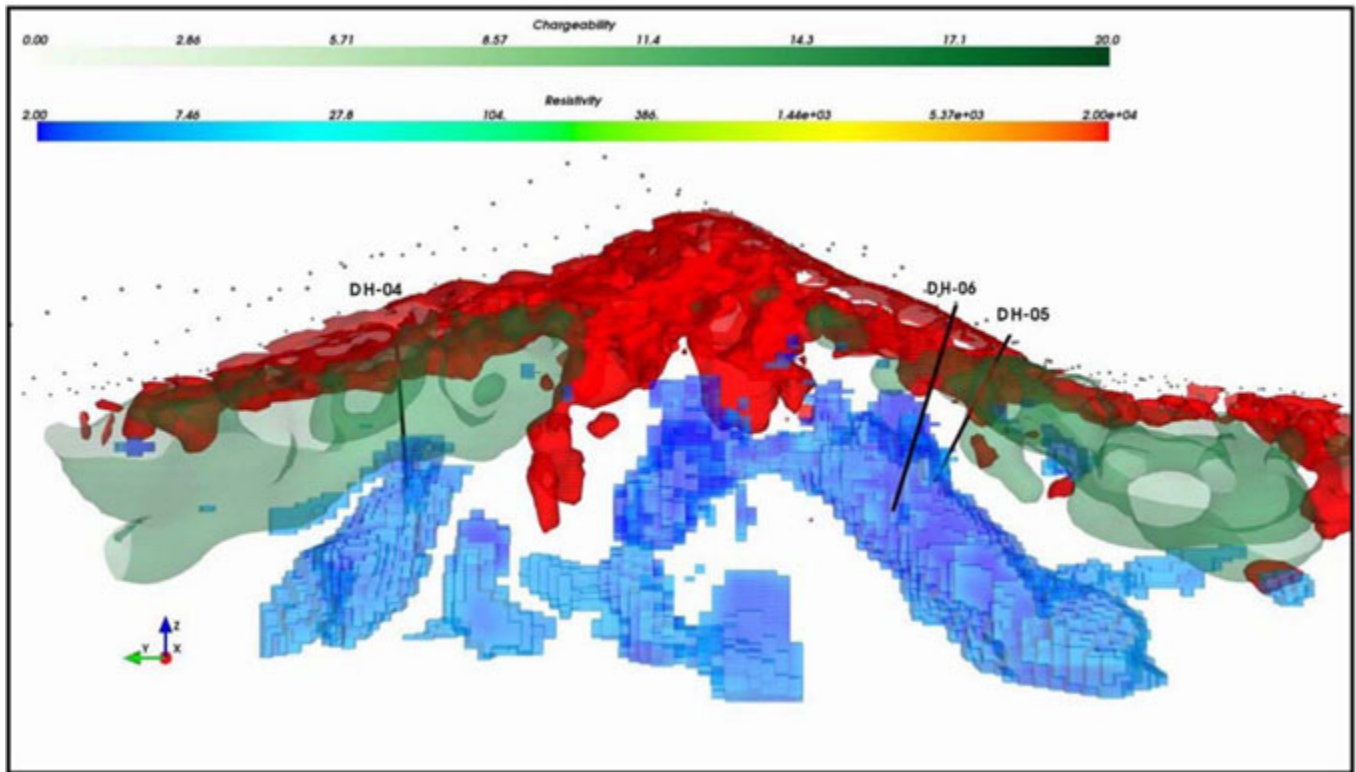 Chargeability
0.00 2.86 5.71 8.57 11.4 14.3 17.1 20.0
Resistivity
2.00 7.46 27.8 104. 386. 1.44e+03 5.37e+03 2.00e+04
DH-04
DH-06
DH-05
Z
Y X